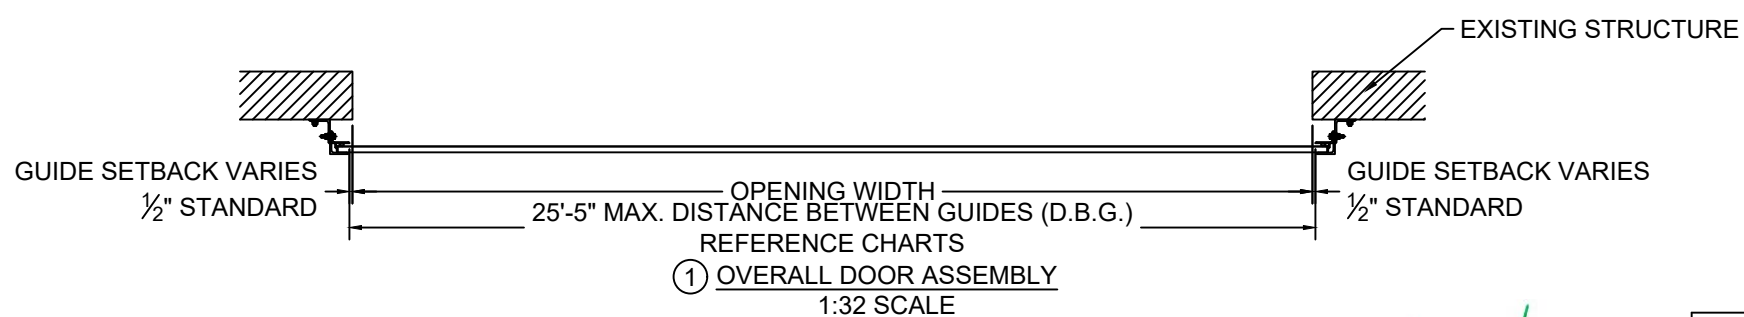 EXISTING STRUCTURE
GUIDE SETBACK VARIES
½" STANDARD
OPENING WIDTH
25'-5" MAX. DISTANCE BETWEEN GUIDES (D.B.G.)
REFERENCE CHARTS
GUIDE SETBACK VARIES
½" STANDARD
1 OVERALL DOOR ASSEMBLY
1:32 SCALE